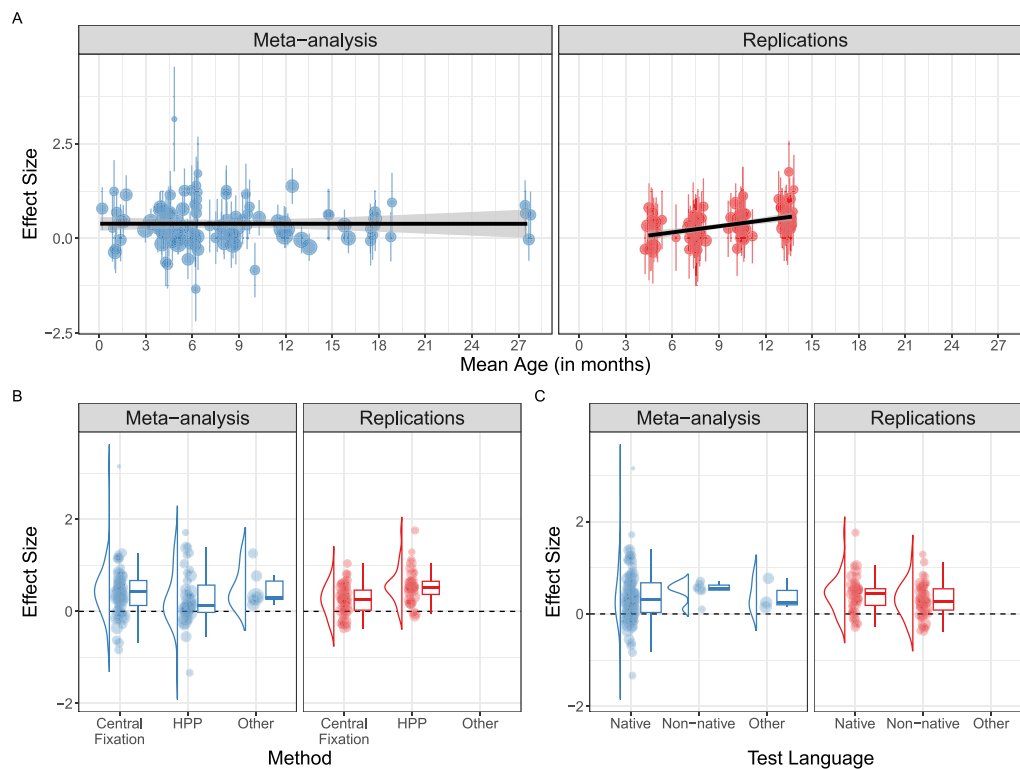 A
Meta−analysis Replications
Effect Size
2.5
0.0
−2.5
0 3 6 9 12 15 18 21 24 27 0 3 6 9 12 15 18 21 24 27
Mean Age (in months)
B
Meta−analysis Replications
Effect Size
2
0
−2
Central Fixation HPP Other Central Fixation HPP Other
Method
C
Meta−analysis Replications
Effect Size
2
0
−2
Native Non−native Other Native Non−native Other
Test Language